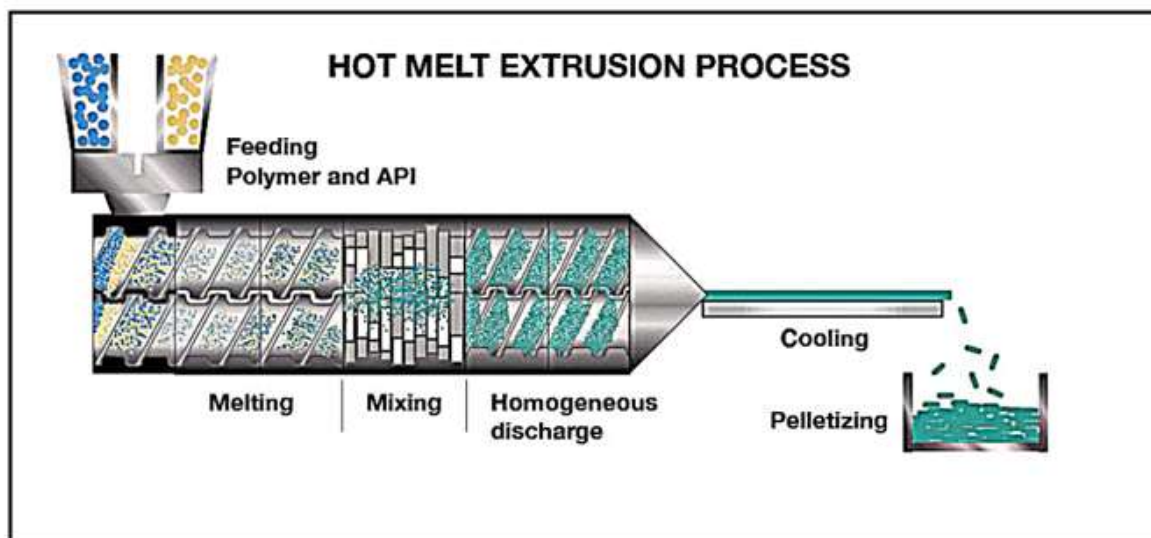 HOT MELT EXTRUSION PROCESS
Feeding
Polymer and API
Melting
Mixing
Homogeneous
discharge
Cooling
Pelletizing